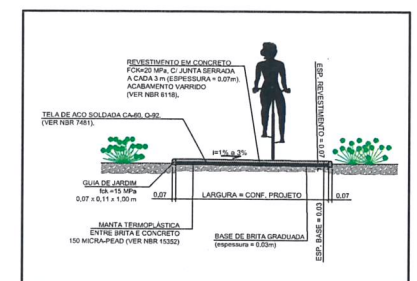 REVESTIMENTO EM CONCRETO
FCK=20 MPa, C/ JUNTA SERRADA
A CADA 3 m (ESPESSURA = 0.07m).
ACABAMENTO VARRIDO
(VER NBR 6118).
ESP. REVESTIMENTO = 0,07
TELA DE ACO SOLDADA CA-60, Q-92.
(VER NBR 7481).
i=1% a 3%
GUIA DE JARDIM
fck =15 MPa
0,07 x 0,11 x 1,00 m
0,07
LARGURA = CONF. PROJETO
0,07
MANTA TERMOPLÁSTICA
ENTRE BRITA E CONCRETO
150 MICRA-PEAD (VER NBR 15352)
BASE DE BRITA GRADUADA
(espessura = 0.03m)
ESP. BASE = 0.03